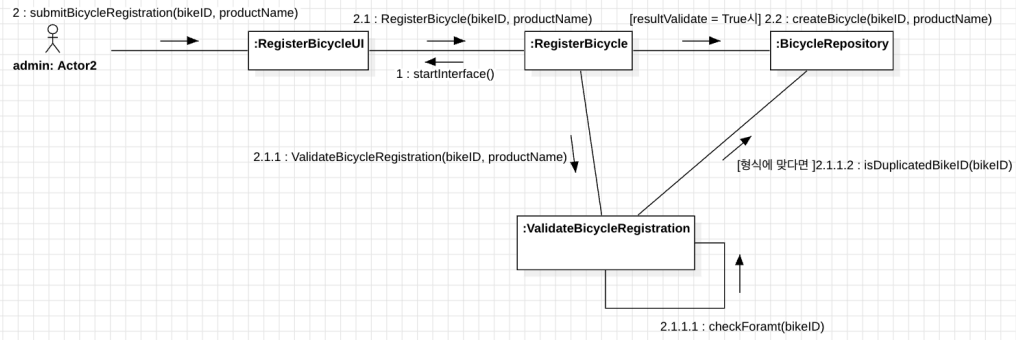 2 : submitBicycleRegistration(bikeID, productName)
2.1 : RegisterBicycle(bikeID, productName)
[resultValidate = True시] 2.2 : createBicycle(bikeID, productName)
:RegisterBicycleUI
:RegisterBicycle
:BicycleRepository
admin: Actor2
1 : startInterface()
2.1.1 : ValidateBicycleRegistration(bikeID, productName)
[형식에 맞다면 ]2.1.1.2 : isDuplicatedBikeID(bikeID)
:ValidateBicycleRegistration
2.1.1.1 : checkForamt(bikeID)